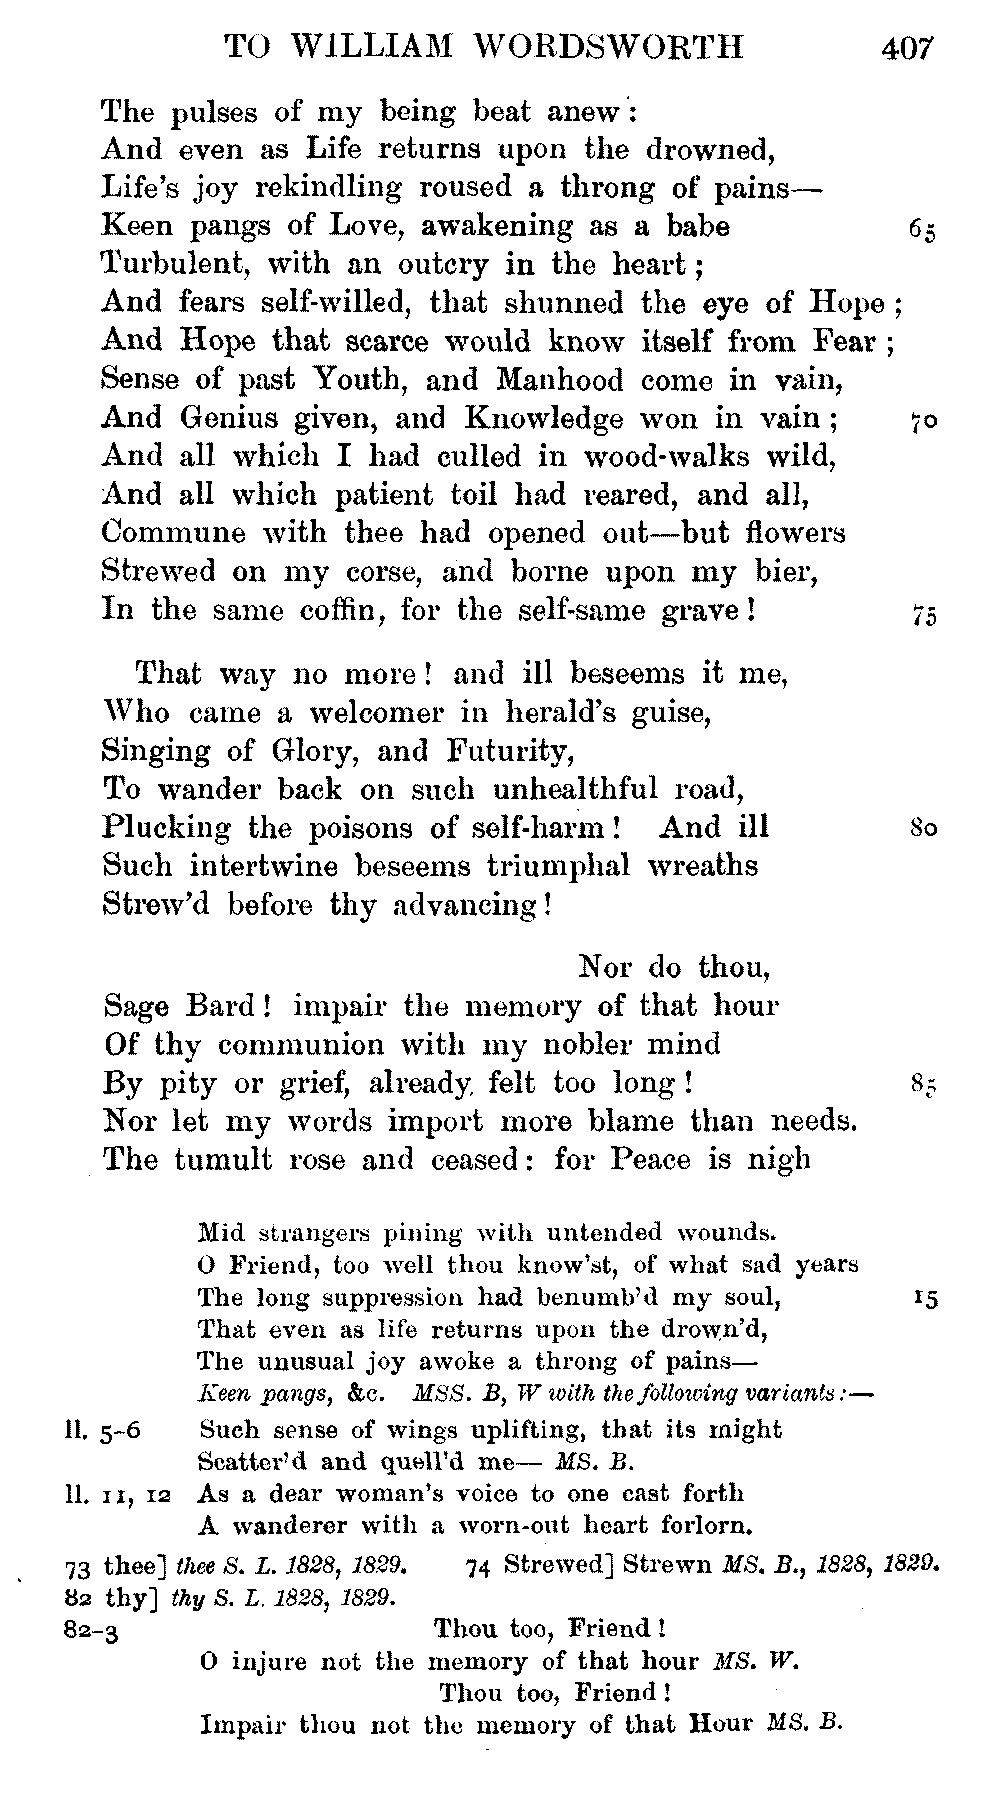 TO WILLIAM WORDSWORTH 407
The pulses of my being beat anew :
And even as Life returns upon the drowned,
Life's joy rekindling roused a throng of pains—
Keen pangs of Love, awakening as a babe 65
Turbulent, with an outcry in the heart ;
And fears self-willed, that shunned the eye of Hope ;
And Hope that scarce would know itself from Fear ;
Sense of past Youth, and Manhood come in vain,
And Genius given, and Knowledge won in vain ; 70
And all which I had culled in wood-walks wild,
And all which patient toil had reared, and all,
Commune with thee had opened out—but flowers
Strewed on my corse, and borne upon my bier,
In the same coffin, for the self-same grave ! 75
That way no more ! and ill beseems it me,
Who came a welcomer in herald's guise,
Singing of Glory, and Futurity,
To wander back on such unhealthful road,
Plucking the poisons of self-harm ! And ill 80
Such intertwine beseems triumphal wreaths
Strew'd before thy advancing !
Nor do thou,
Sage Bard ! impair the memory of that hour
Of thy communion with my nobler mind
By pity or grief, already felt too long ! 85
Nor let my words import more blame than needs.
The tumult rose and ceased : for Peace is nigh
Mid strangers pining with untended wounds.
O Friend, too well thou know'st, of what sad years
The long suppression had benumb'd my soul, 15
That even as life returns upon the drown'd,
The unusual joy awoke a throng of pains—
Keen pangs, &c. MSS. B, W with the following variants :—
ll. 5-6 Such sense of wings uplifting, that its might
Scatter'd and quell'd me— MS. B.
ll. 11, 12 As a dear woman's voice to one cast forth
A wanderer with a worn-out heart forlorn.
73 thee] thee S. L. 1828, 1829. 74 Strewed] Strewn MS. B., 1828, 1829.
82 thy] thy S. L. 1828, 1829.
82-3 Thou too, Friend !
O injure not the memory of that hour MS. W.
Thou too, Friend !
Impair thou not the memory of that Hour MS. B.